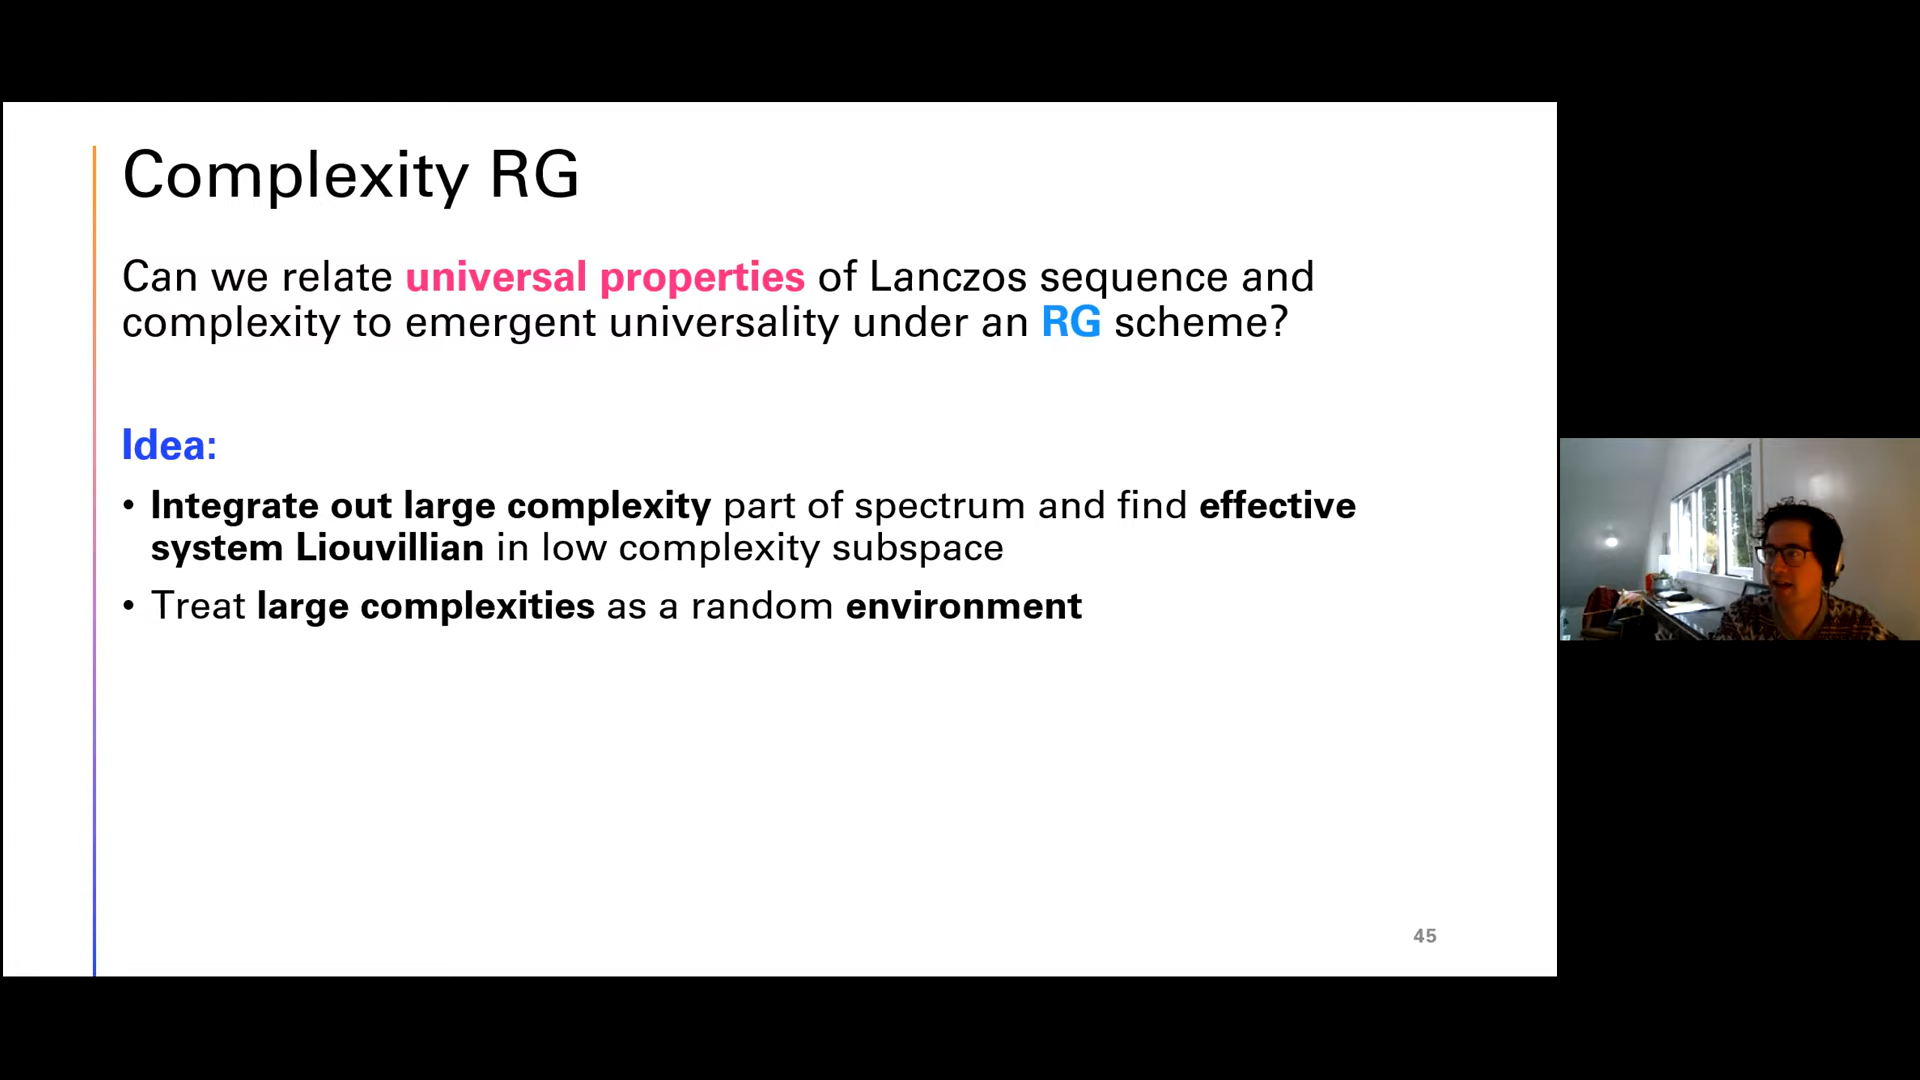 Complexity RG
Can we relate universal properties of Lanczos sequence and
complexity to emergent universality under an RG scheme?
Idea:
• Integrate out large complexity part of spectrum and find effective
system Liouvillian in low complexity subspace
• Treat large complexities as a random environment
45